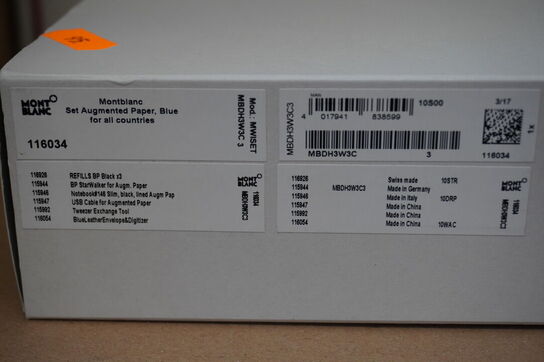 MONT
BLANC
Montblanc
Set Augmented Paper, Blue
for all countries
116034
Mod. MWISET
MBDH3W3C 3
MBDH3W3C3
MAN
10S00
4 017941 838599
MBDH3W3C 3
3/17
1x
116034
116926 REFILLS BP Black x3
115944 BP StarWalker for Augm. Paper
115946 Notebook#146 Slim, black, lined Augm Pap
115947 USB Cable for Augmented Paper
115992 Tweezer Exchange Tool
116054 BlueLeatherEnvelope&Digitizer
MONT
BLANC
116034
MBDH3W3C3
116926 Swiss made 10STR
115944 MBDH3W3C3 Made in Germany
115946 Made in Italy 10DRP
115947 Made in China
115992 Made in China
116054 Made in China 10WAC
MONT
BLANC
116034
MBDH3W3C3